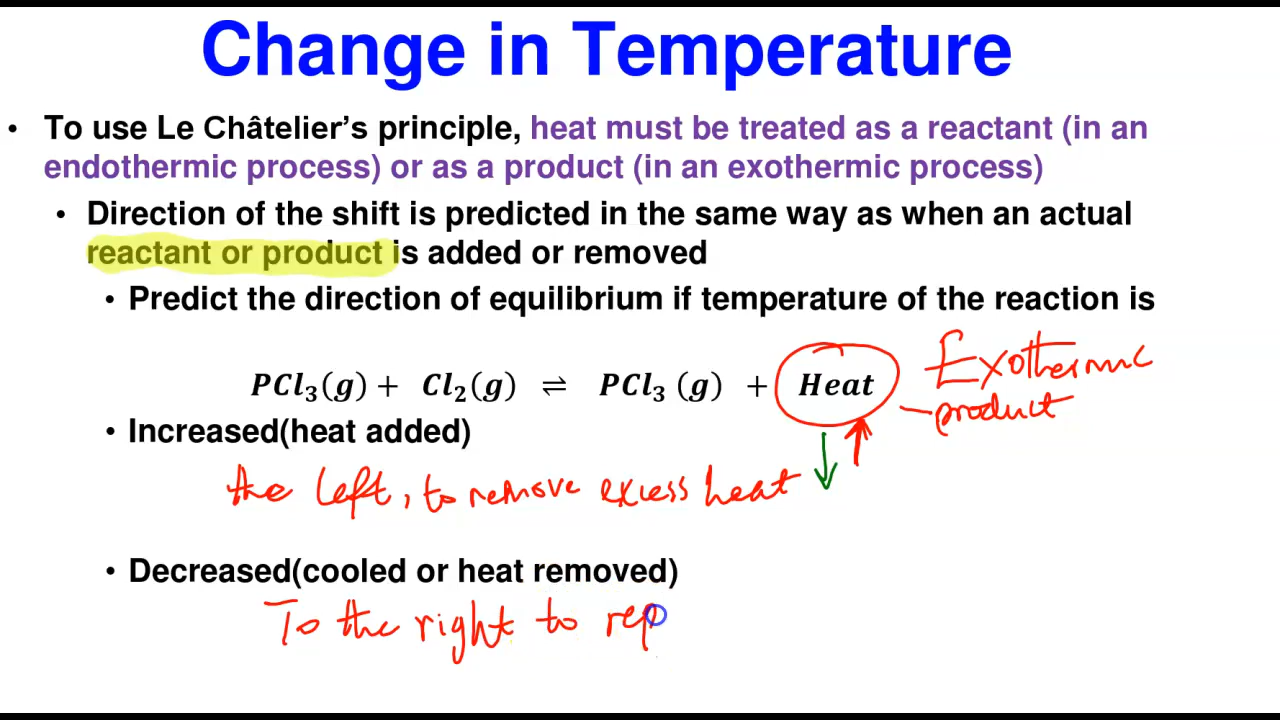 Change in Temperature
• To use Le Châtelier's principle, heat must be treated as a reactant (in an
endothermic process) or as a product (in an exothermic process)
• Direction of the shift is predicted in the same way as when an actual
reactant or product is added or removed
• Predict the direction of equilibrium if temperature of the reaction is
Exothermic
PCl₃(g) + Cl₂(g) ⇌ PCl₃ (g) + Heat
– product
• Increased(heat added)
the left, to remove excess heat
• Decreased(cooled or heat removed)
To the right to rep